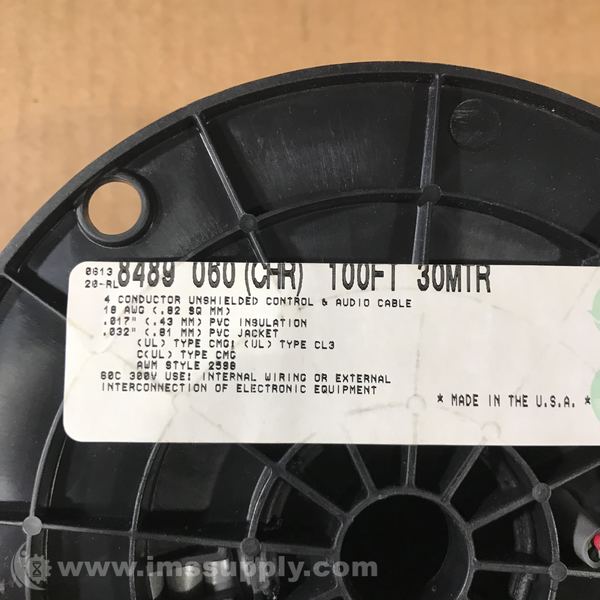 0613
20-RL
8489 060 (CHR) 100FT 30MTR
4 CONDUCTOR UNSHIELDED CONTROL & AUDIO CABLE
18 AWG (.82 SQ MM)
.017" (.43 MM) PVC INSULATION
.032" (.81 MM) PVC JACKET
(UL) TYPE CMG! (UL) TYPE CL3
C(UL) TYPE CMG
AWM STYLE 2598
60C 300V USE: INTERNAL WIRING OR EXTERNAL
INTERCONNECTION OF ELECTRONIC EQUIPMENT
* MADE IN THE U.S.A. *
© www.imssupply.com